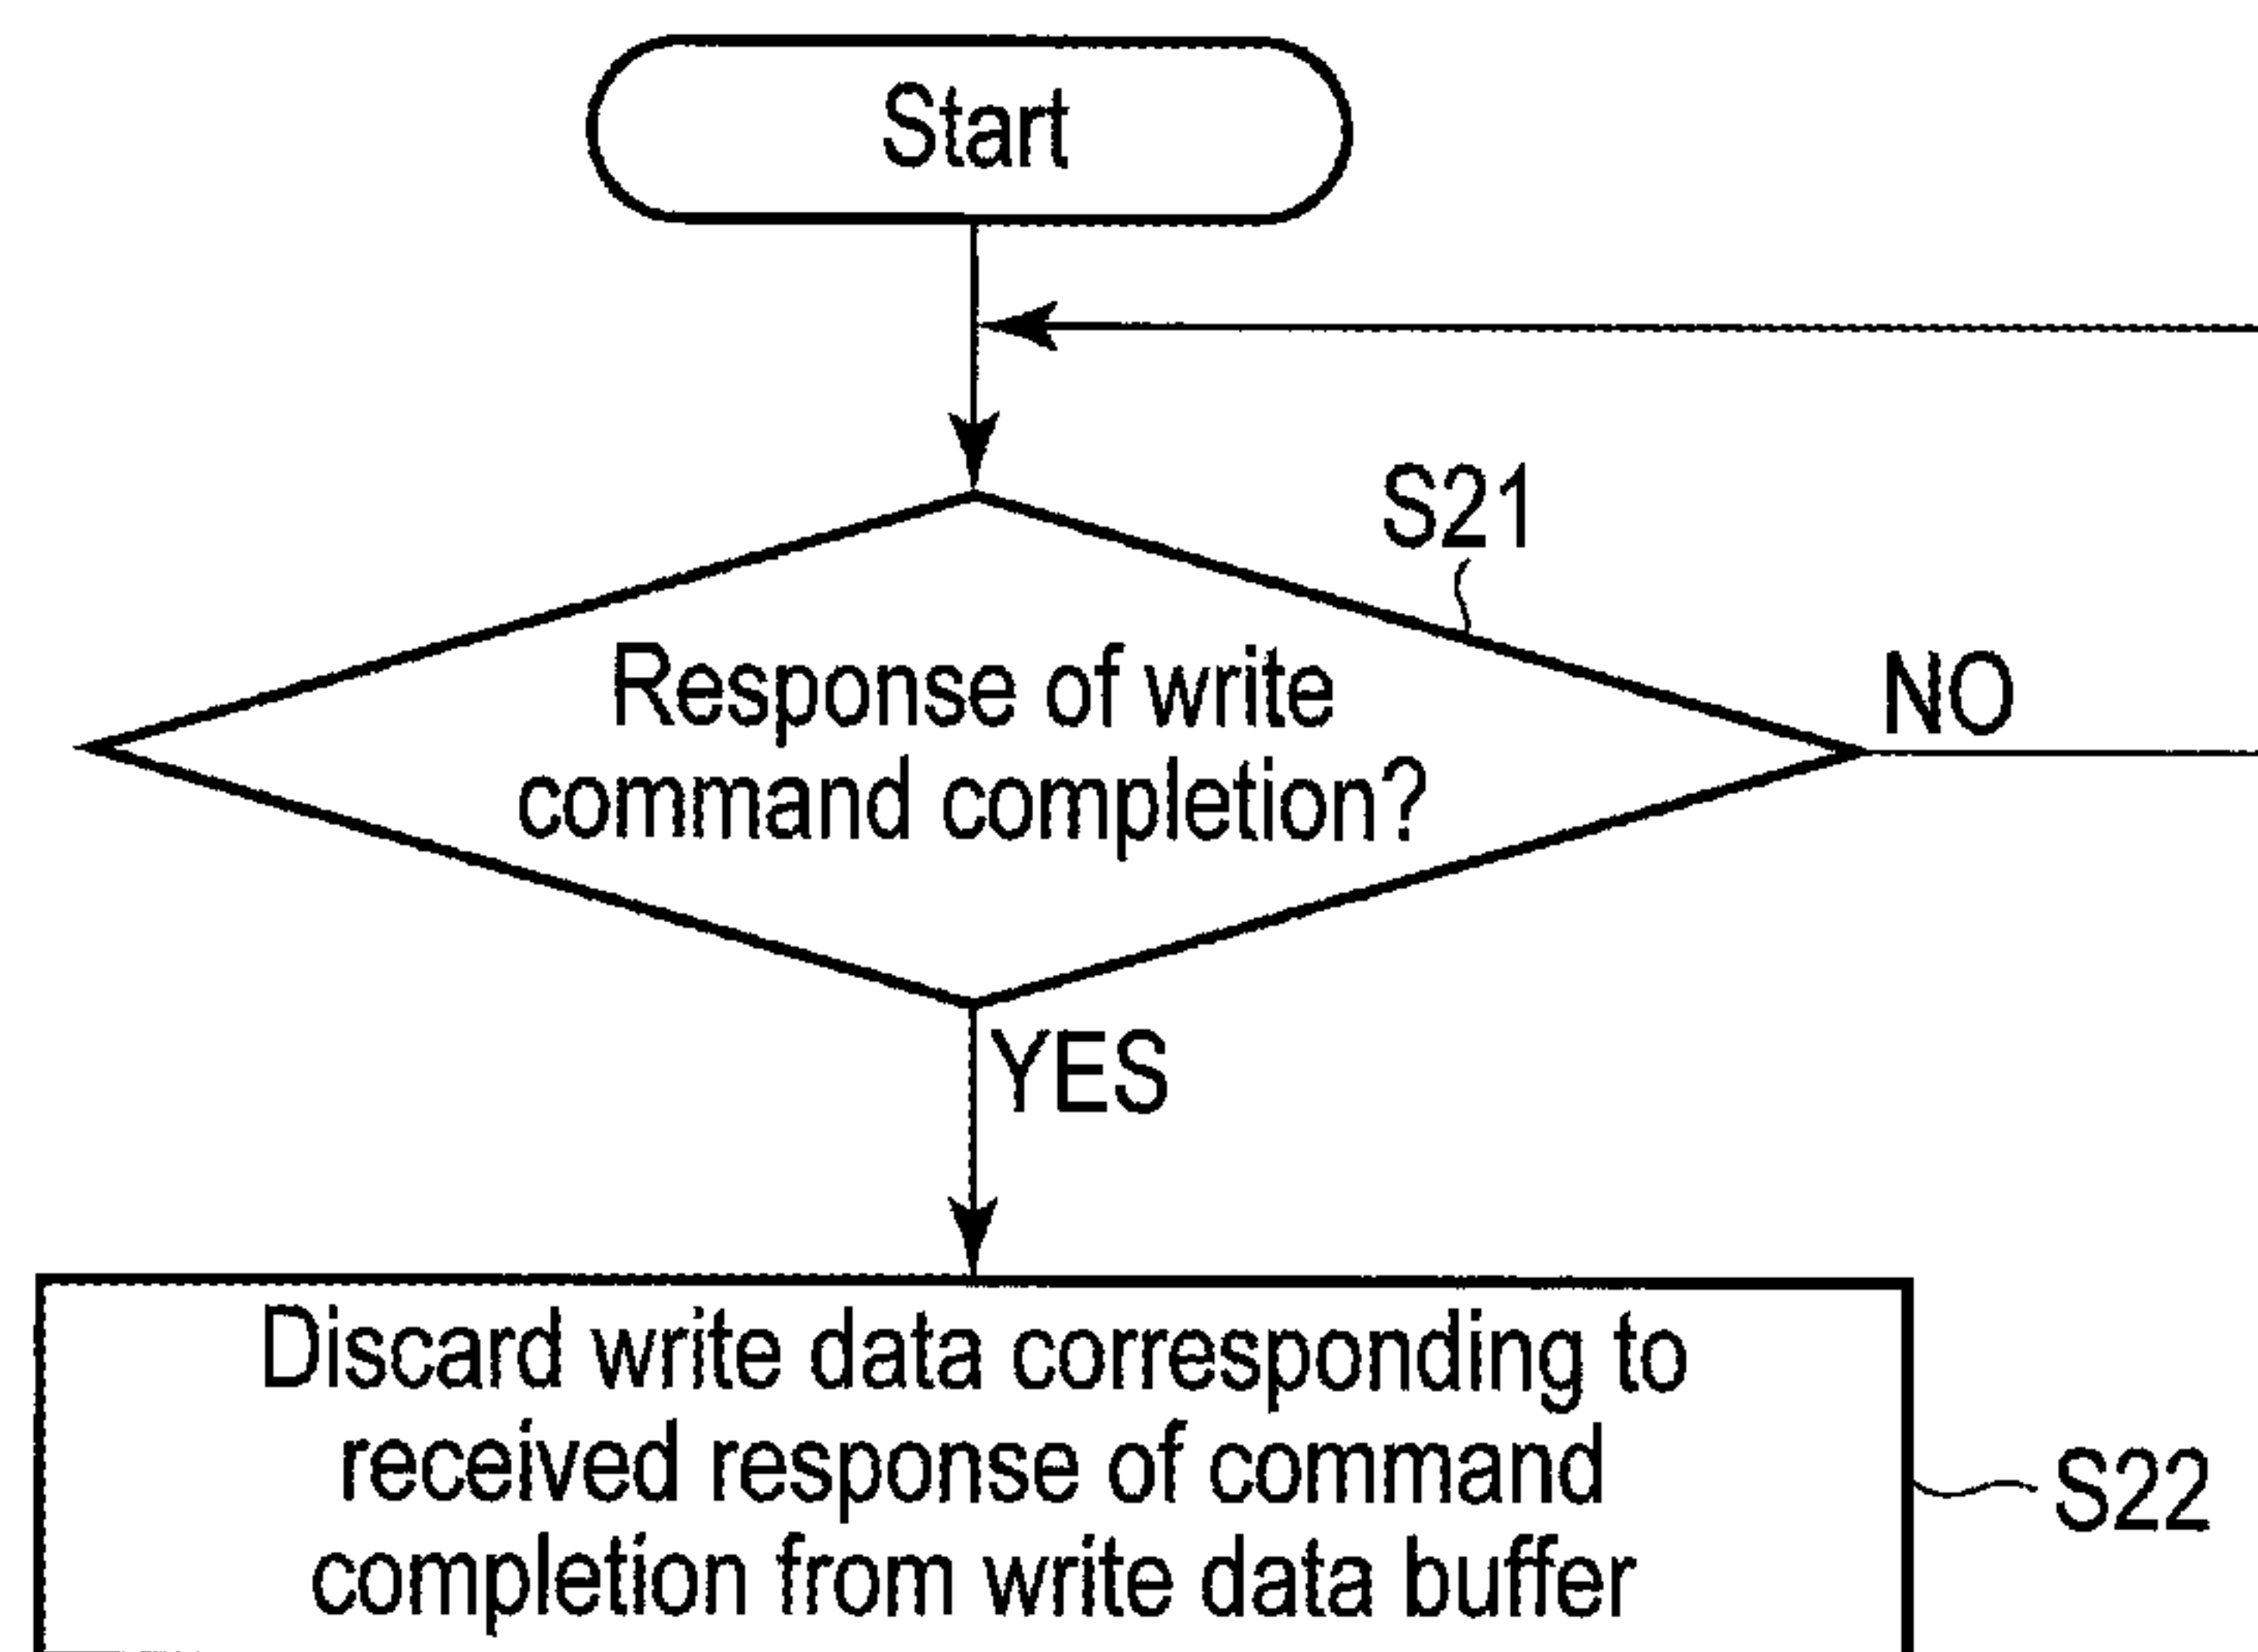 Start
S21
Response of write
command completion?
NO
YES
Discard write data corresponding to
received response of command
completion from write data buffer
S22